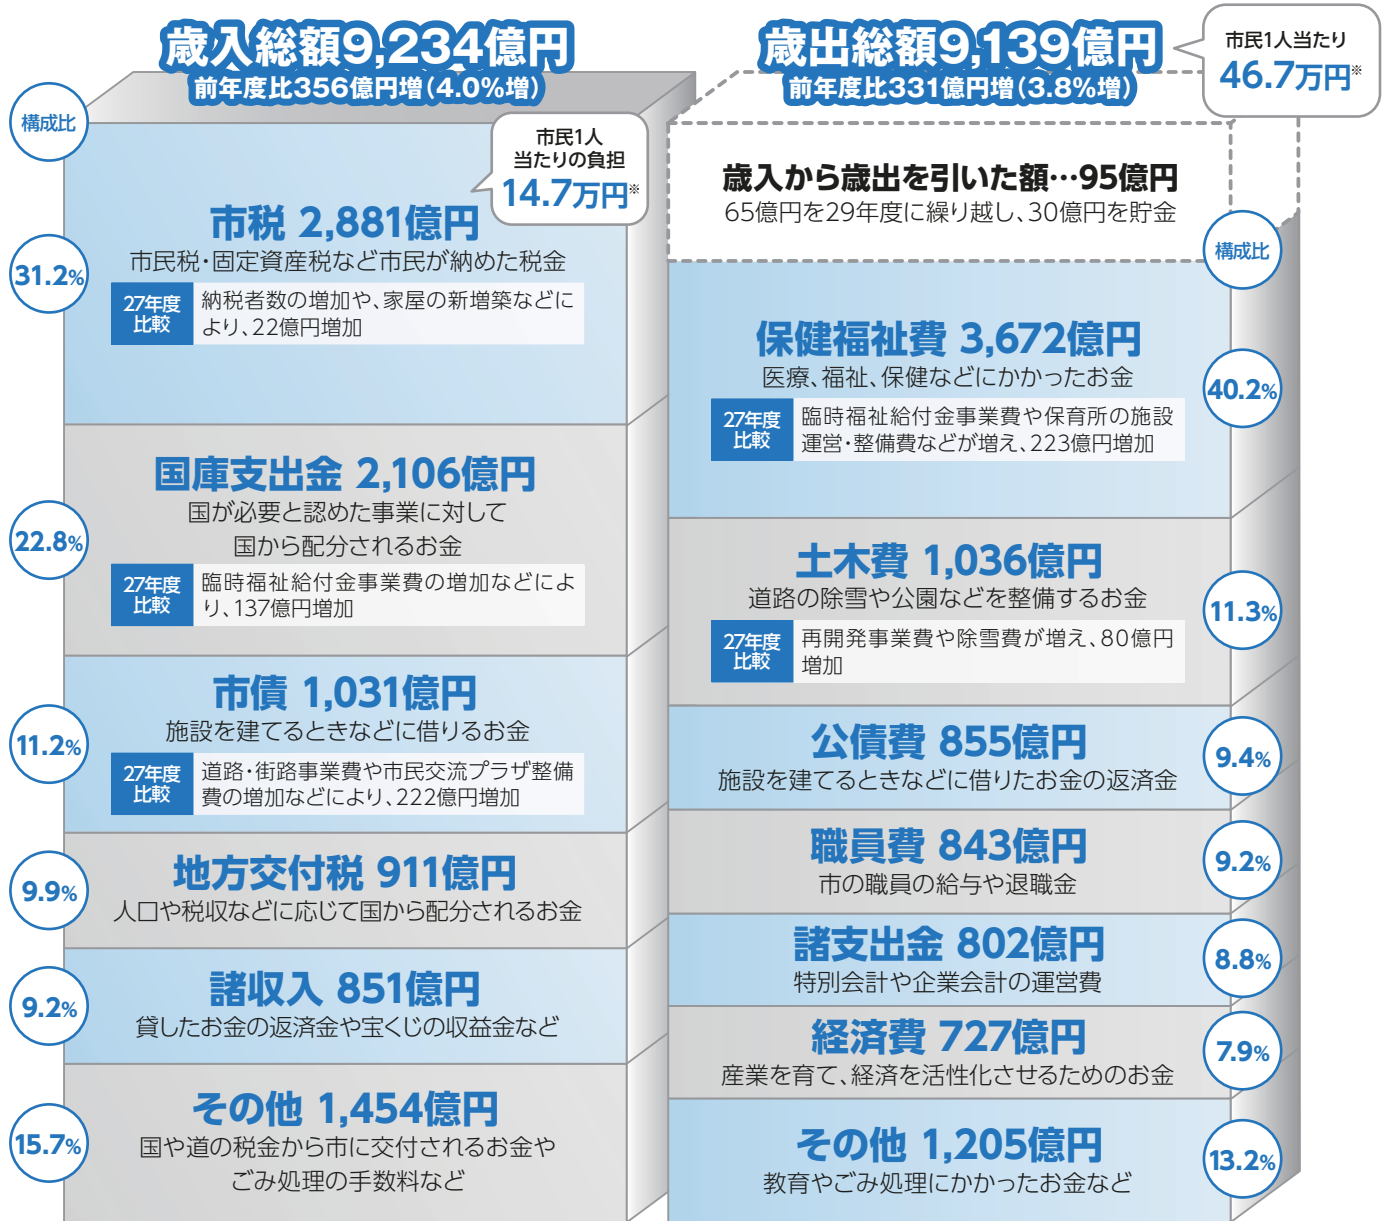 歳入総額9,234億円
前年度比356億円増(4.0%増)
構成比
市民1人
当たりの負担
14.7万円※
市税 2,881億円
市民税・固定資産税など市民が納めた税金
31.2%
27年度
比較
納税者数の増加や、家屋の新増築などに
より、22億円増加
国庫支出金 2,106億円
国が必要と認めた事業に対して
国から配分されるお金
22.8%
27年度
比較
臨時福祉給付金事業費の増加などによ
り、137億円増加
市債 1,031億円
施設を建てるときなどに借りるお金
11.2%
27年度
比較
道路・街路事業費や市民交流プラザ整備
費の増加などにより、222億円増加
地方交付税 911億円
人口や税収などに応じて国から配分されるお金
9.9%
諸収入 851億円
貸したお金の返済金や宝くじの収益金など
9.2%
その他 1,454億円
国や道の税金から市に交付されるお金や
ごみ処理の手数料など
15.7%
歳出総額9,139億円
前年度比331億円増(3.8%増)
市民1人当たり
46.7万円※
歳入から歳出を引いた額…95億円
65億円を29年度に繰り越し、30億円を貯金
構成比
保健福祉費 3,672億円
医療、福祉、保健などにかかったお金
40.2%
27年度
比較
臨時福祉給付金事業費や保育所の施設
運営・整備費などが増え、223億円増加
土木費 1,036億円
道路の除雪や公園などを整備するお金
11.3%
27年度
比較
再開発事業費や除雪費が増え、80億円
増加
公債費 855億円
施設を建てるときなどに借りたお金の返済金
9.4%
職員費 843億円
市の職員の給与や退職金
9.2%
諸支出金 802億円
特別会計や企業会計の運営費
8.8%
経済費 727億円
産業を育て、経済を活性化させるためのお金
7.9%
その他 1,205億円
教育やごみ処理にかかったお金など
13.2%